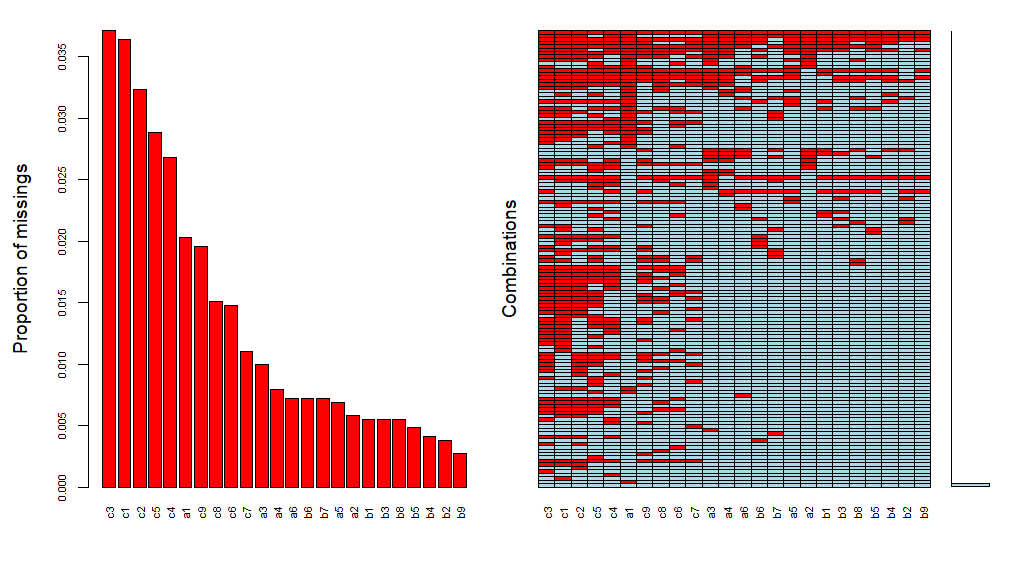 Proportion of missings
0.035
0.030
0.025
0.020
0.015
0.010
0.005
0.000
c3 c1 c2 c5 c4 a1 c9 c8 c6 c7 a3 a4 a6 b6 b7 a5 a2 b1 b3 b8 b5 b4 b2 b9
Combinations
c3 c1 c2 c5 c4 a1 c9 c8 c6 c7 a3 a4 a6 b6 b7 a5 a2 b1 b3 b8 b5 b4 b2 b9